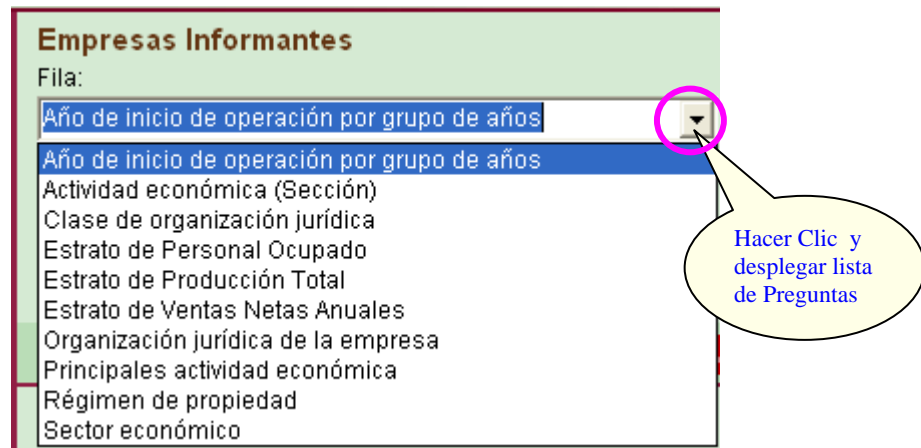 Empresas Informantes
Fila:
Año de inicio de operación por grupo de años
Año de inicio de operación por grupo de años
Actividad económica (Sección)
Clase de organización jurídica
Estrato de Personal Ocupado
Estrato de Producción Total
Estrato de Ventas Netas Anuales
Organización jurídica de la empresa
Principales actividad económica
Régimen de propiedad
Sector económico
Hacer Clic y
desplegar lista
de Preguntas